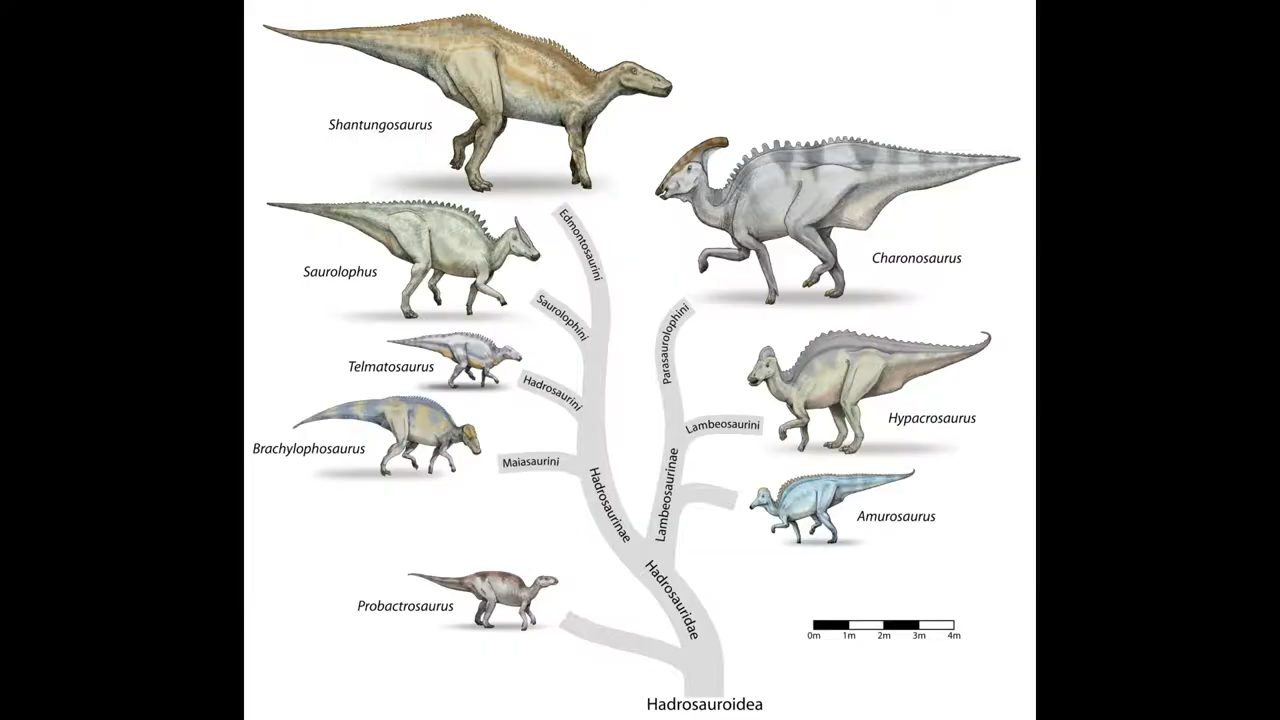 Shantungosaurus
Edmontosaurini
Charonosaurus
Saurolophus
Saurolophini
Parasaurolophini
Telmatosaurus
Hadrosaurini
Hypacrosaurus
Lambeosaurini
Brachylophosaurus
Maiasaurini
Hadrosaurinae
Lambeosaurinae
Amurosaurus
Probactrosaurus
Hadrosauridae
0m 1m 2m 3m 4m
Hadrosauroidea